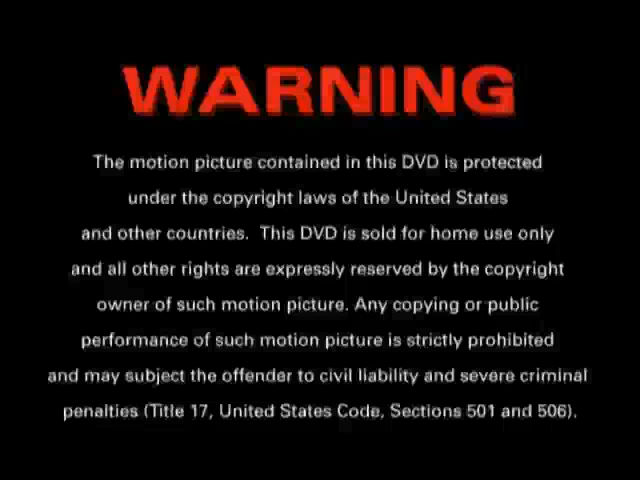 WARNING
The motion picture contained in this DVD is protected
under the copyright laws of the United States
and other countries.  This DVD is sold for home use only
and all other rights are expressly reserved by the copyright
owner of such motion picture. Any copying or public
performance of such motion picture is strictly prohibited
and may subject the offender to civil liability and severe criminal
penalties (Title 17, United States Code, Sections 501 and 506).